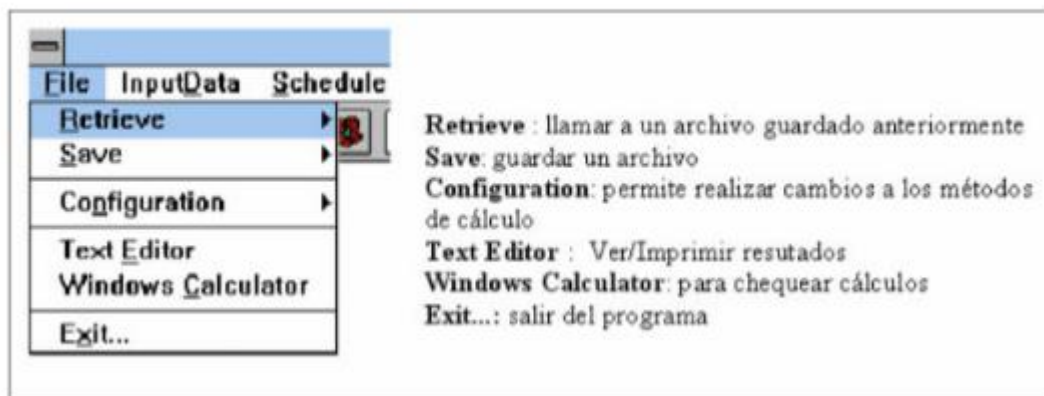 File InputData Schedule
Retrieve
Save
Configuration
Text Editor
Windows Calculator
Exit...
Retrieve : llamar a un archivo guardado anteriormente
Save: guardar un archivo
Configuration: permite realizar cambios a los métodos
de cálculo
Text Editor : Ver/Imprimir resutados
Windows Calculator: para chequear cálculos
Exit...: salir del programa